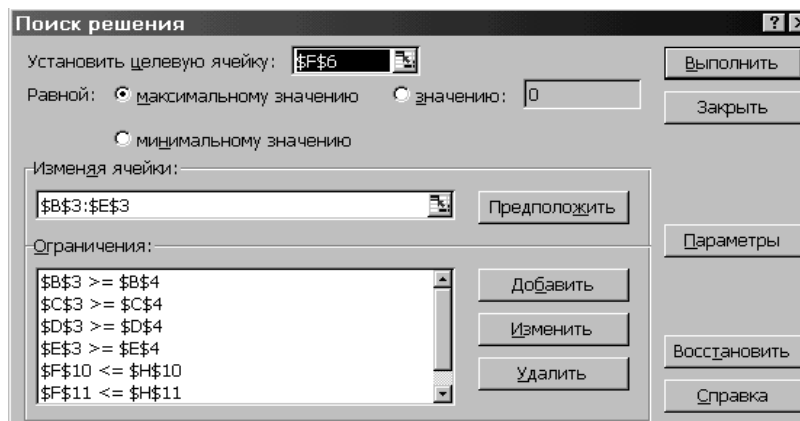 Поиск решения
Установить целевую ячейку: $F$6
Равной: максимальному значению значению: 0
минимальному значению
Изменяя ячейки:
$B$3:$E$3
Предположить
Ограничения:
$B$3 >= $B$4
$C$3 >= $C$4
$D$3 >= $D$4
$E$3 >= $E$4
$F$10 <= $H$10
$F$11 <= $H$11
Добавить
Изменить
Удалить
Выполнить
Закрыть
Параметры
Восстановить
Справка